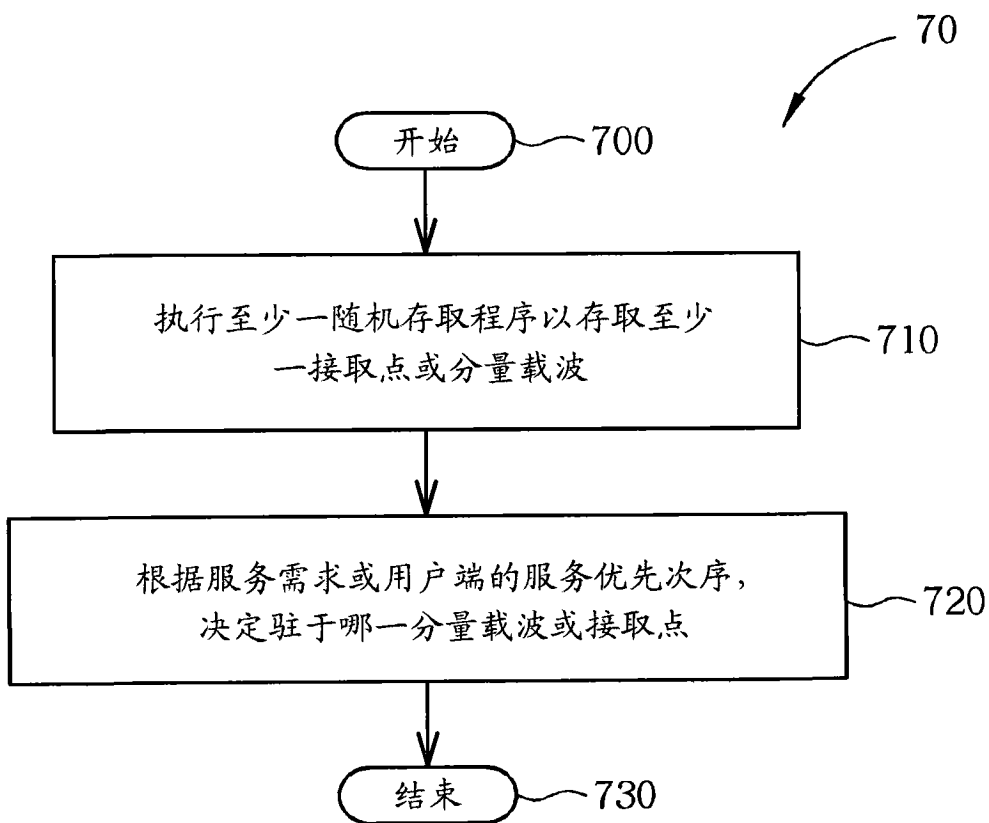 70
开始
700
执行至少一随机存取程序以存取至少
一接取点或分量载波
710
根据服务需求或用户端的服务优先次序，
决定驻于哪一分量载波或接取点
720
结束
730